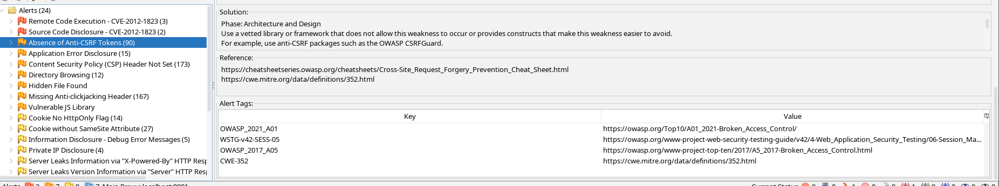 Alerts (24)
Remote Code Execution - CVE-2012-1823 (3)
Source Code Disclosure - CVE-2012-1823 (2)
Absence of Anti-CSRF Tokens (90)
Application Error Disclosure (15)
Content Security Policy (CSP) Header Not Set (173)
Directory Browsing (12)
Hidden File Found
Missing Anti-clickjacking Header (167)
Vulnerable JS Library
Cookie No HttpOnly Flag (14)
Cookie without SameSite Attribute (27)
Information Disclosure - Debug Error Messages (5)
Private IP Disclosure (4)
Server Leaks Information via "X-Powered-By" HTTP Resp
Server Leaks Version Information via "Server" HTTP Resp
Solution:
Phase: Architecture and Design
Use a vetted library or framework that does not allow this weakness to occur or provides constructs that make this weakness easier to avoid.
For example, use anti-CSRF packages such as the OWASP CSRFGuard.
Reference:
https://cheatsheetseries.owasp.org/cheatsheets/Cross-Site_Request_Forgery_Prevention_Cheat_Sheet.html
https://cwe.mitre.org/data/definitions/352.html
Alert Tags:
Key Value
OWASP_2021_A01 https://owasp.org/Top10/A01_2021-Broken_Access_Control/
WSTG-v42-SESS-05 https://owasp.org/www-project-web-security-testing-guide/v42/4-Web_Application_Security_Testing/06-Session_Ma...
OWASP_2017_A05 https://owasp.org/www-project-top-ten/2017/A5_2017-Broken_Access_Control.html
CWE-352 https://cwe.mitre.org/data/definitions/352.html
Alerts 7 Main Proxy: localhost:8081 Current Status